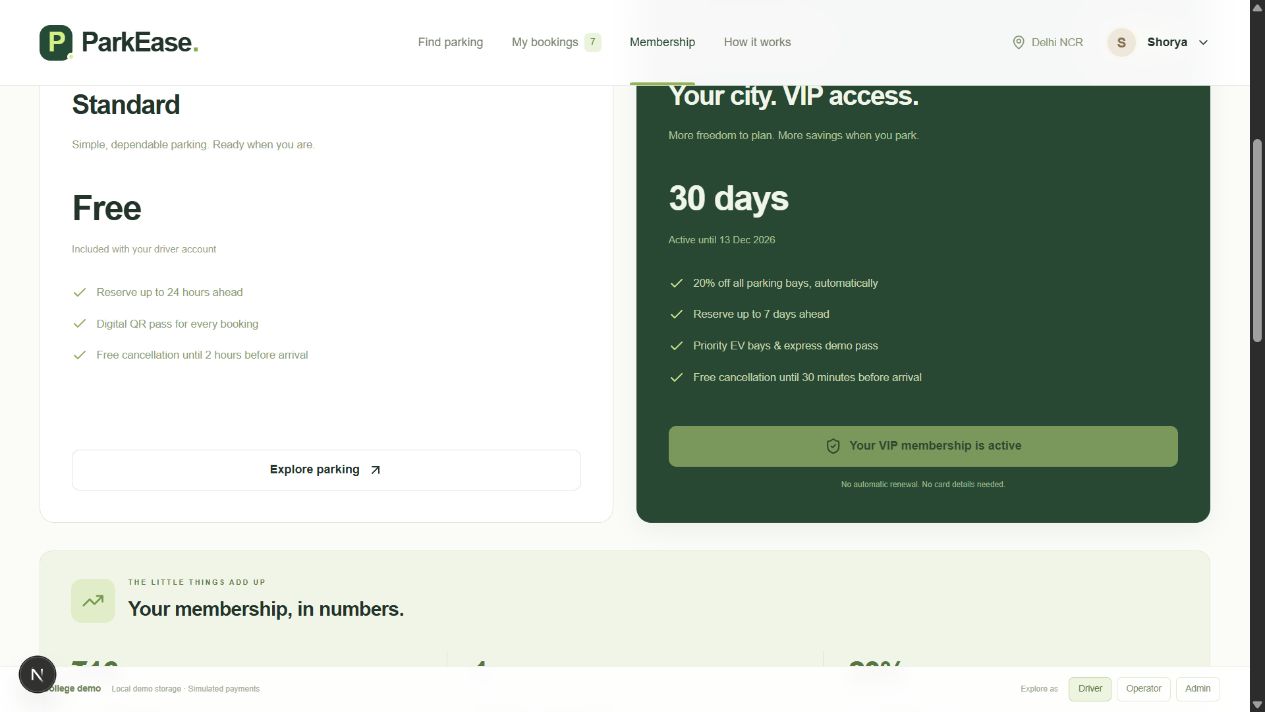 P ParkEase.
Find parking
My bookings 7
Membership
How it works
Delhi NCR
S Shorya
Standard
Simple, dependable parking. Ready when you are.
Free
Included with your driver account
Reserve up to 24 hours ahead
Digital QR pass for every booking
Free cancellation until 2 hours before arrival
Explore parking
Your city. VIP access.
More freedom to plan. More savings when you park.
30 days
Active until 13 Dec 2026
20% off all parking bays, automatically
Reserve up to 7 days ahead
Priority EV bays & express demo pass
Free cancellation until 30 minutes before arrival
Your VIP membership is active
No automatic renewal. No card details needed.
THE LITTLE THINGS ADD UP
Your membership, in numbers.
N
demo Local demo storage · Simulated payments
Explore as
Driver
Operator
Admin